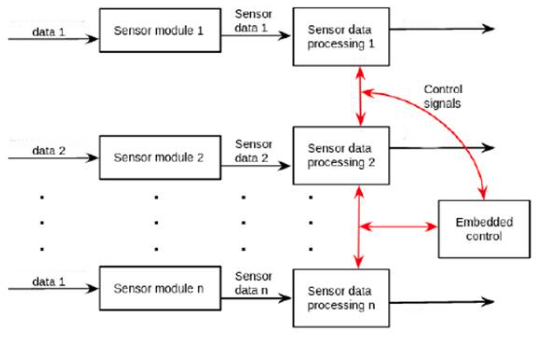 data 1
Sensor module 1
Sensor
data 1
Sensor data
processing 1
Control
signals
data 2
Sensor module 2
Sensor
data 2
Sensor data
processing 2
Embedded
control
data 1
Sensor module n
Sensor
data n
Sensor data
processing n